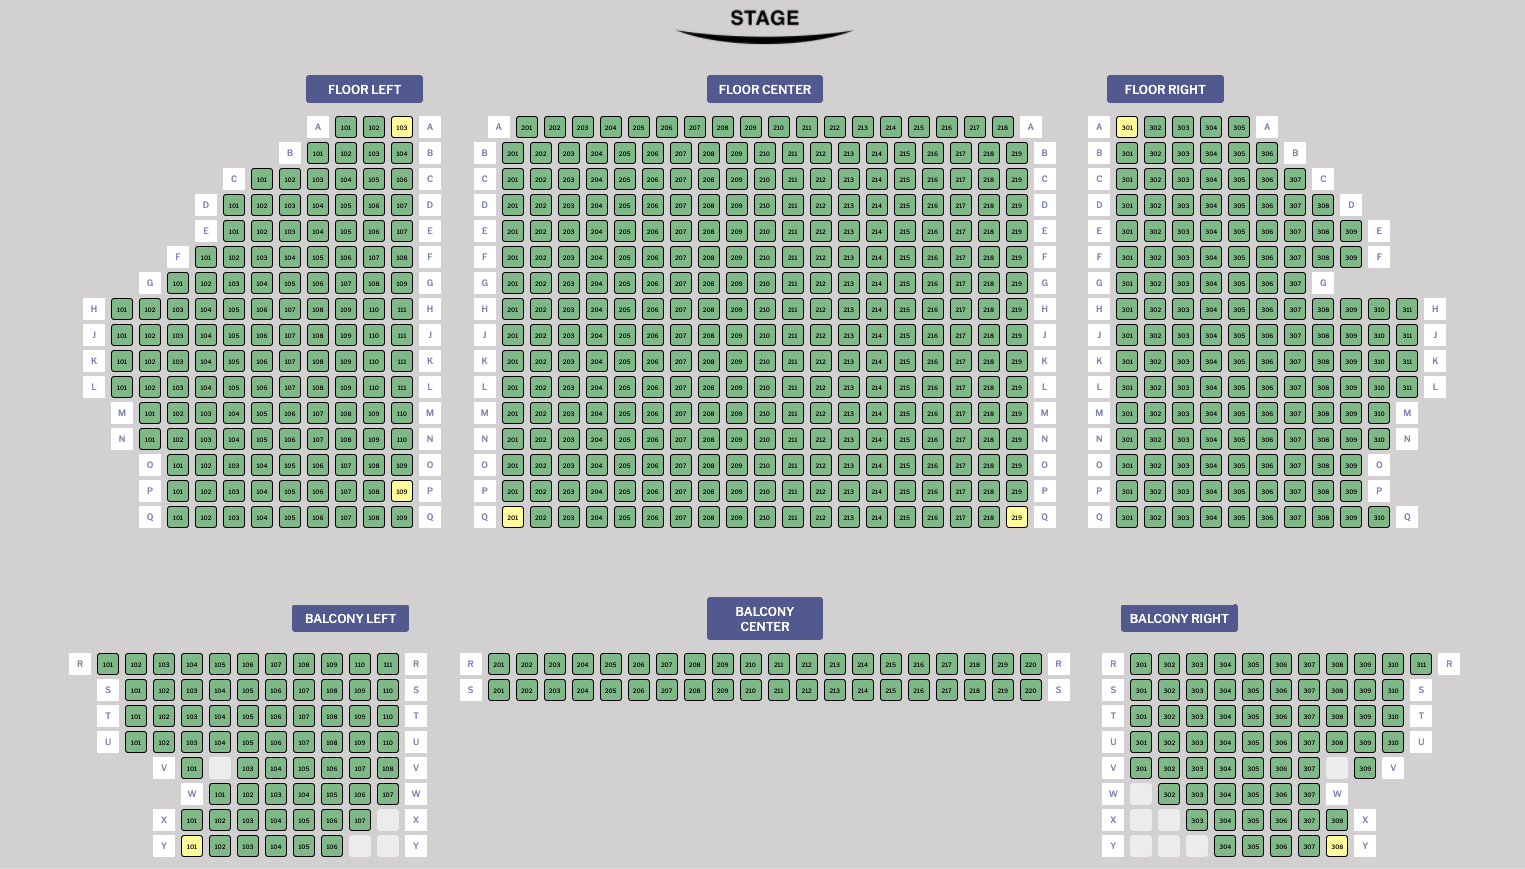 STAGE
FLOOR LEFT FLOOR CENTER FLOOR RIGHT
A 101 102 103 A A 201 202 203 204 205 206 207 208 209 210 211 212 213 214 215 216 217 218 A A 301 302 303 304 305 A
B 101 102 103 104 B B 201 202 203 204 205 206 207 208 209 210 211 212 213 214 215 216 217 218 219 B B 301 302 303 304 305 306 B
C 101 102 103 104 105 106 C C 201 202 203 204 205 206 207 208 209 210 211 212 213 214 215 216 217 218 219 C C 301 302 303 304 305 306 307 C
D 101 102 103 104 105 106 107 D D 201 202 203 204 205 206 207 208 209 210 211 212 213 214 215 216 217 218 219 D D 301 302 303 304 305 306 307 308 D
E 101 102 103 104 105 106 107 E E 201 202 203 204 205 206 207 208 209 210 211 212 213 214 215 216 217 218 219 E E 301 302 303 304 305 306 307 308 309 E
F 101 102 103 104 105 106 107 108 F F 201 202 203 204 205 206 207 208 209 210 211 212 213 214 215 216 217 218 219 F F 301 302 303 304 305 306 307 308 309 F
G 101 102 103 104 105 106 107 108 109 G G 201 202 203 204 205 206 207 208 209 210 211 212 213 214 215 216 217 218 219 G G 301 302 303 304 305 306 307 G
H 101 102 103 104 105 106 107 108 109 110 111 H H 201 202 203 204 205 206 207 208 209 210 211 212 213 214 215 216 217 218 219 H H 301 302 303 304 305 306 307 308 309 310 311 H
J 101 102 103 104 105 106 107 108 109 110 111 J J 201 202 203 204 205 206 207 208 209 210 211 212 213 214 215 216 217 218 219 J J 301 302 303 304 305 306 307 308 309 310 311 J
K 101 102 103 104 105 106 107 108 109 110 111 K K 201 202 203 204 205 206 207 208 209 210 211 212 213 214 215 216 217 218 219 K K 301 302 303 304 305 306 307 308 309 310 311 K
L 101 102 103 104 105 106 107 108 109 110 111 L L 201 202 203 204 205 206 207 208 209 210 211 212 213 214 215 216 217 218 219 L L 301 302 303 304 305 306 307 308 309 310 311 L
M 101 102 103 104 105 106 107 108 109 110 M M 201 202 203 204 205 206 207 208 209 210 211 212 213 214 215 216 217 218 219 M M 301 302 303 304 305 306 307 308 309 310 M
N 101 102 103 104 105 106 107 108 109 110 N N 201 202 203 204 205 206 207 208 209 210 211 212 213 214 215 216 217 218 219 N N 301 302 303 304 305 306 307 308 309 310 N
O 101 102 103 104 105 106 107 108 109 O O 201 202 203 204 205 206 207 208 209 210 211 212 213 214 215 216 217 218 219 O O 301 302 303 304 305 306 307 308 309 O
P 101 102 103 104 105 106 107 108 109 P P 201 202 203 204 205 206 207 208 209 210 211 212 213 214 215 216 217 218 219 P P 301 302 303 304 305 306 307 308 309 P
Q 101 102 103 104 105 106 107 108 109 Q Q 201 202 203 204 205 206 207 208 209 210 211 212 213 214 215 216 217 218 219 Q Q 301 302 303 304 305 306 307 308 309 310 Q
BALCONY LEFT BALCONY CENTER BALCONY RIGHT
R 101 102 103 104 105 106 107 108 109 110 111 R R 201 202 203 204 205 206 207 208 209 210 211 212 213 214 215 216 217 218 219 220 R R 301 302 303 304 305 306 307 308 309 310 311 R
S 101 102 103 104 105 106 107 108 109 110 S S 201 202 203 204 205 206 207 208 209 210 211 212 213 214 215 216 217 218 219 220 S S 301 302 303 304 305 306 307 308 309 310 S
T 101 102 103 104 105 106 107 108 109 110 T T 301 302 303 304 305 306 307 308 309 310 T
U 101 102 103 104 105 106 107 108 109 110 U U 301 302 303 304 305 306 307 308 309 310 U
V 101 103 104 105 106 107 108 V V 301 302 303 304 305 306 307 309 V
W 101 102 103 104 105 106 107 W W 302 303 304 305 306 307 W
X 101 102 103 104 105 106 107 X X 303 304 305 306 307 308 X
Y 101 102 103 104 105 106 Y Y 304 305 306 307 308 Y